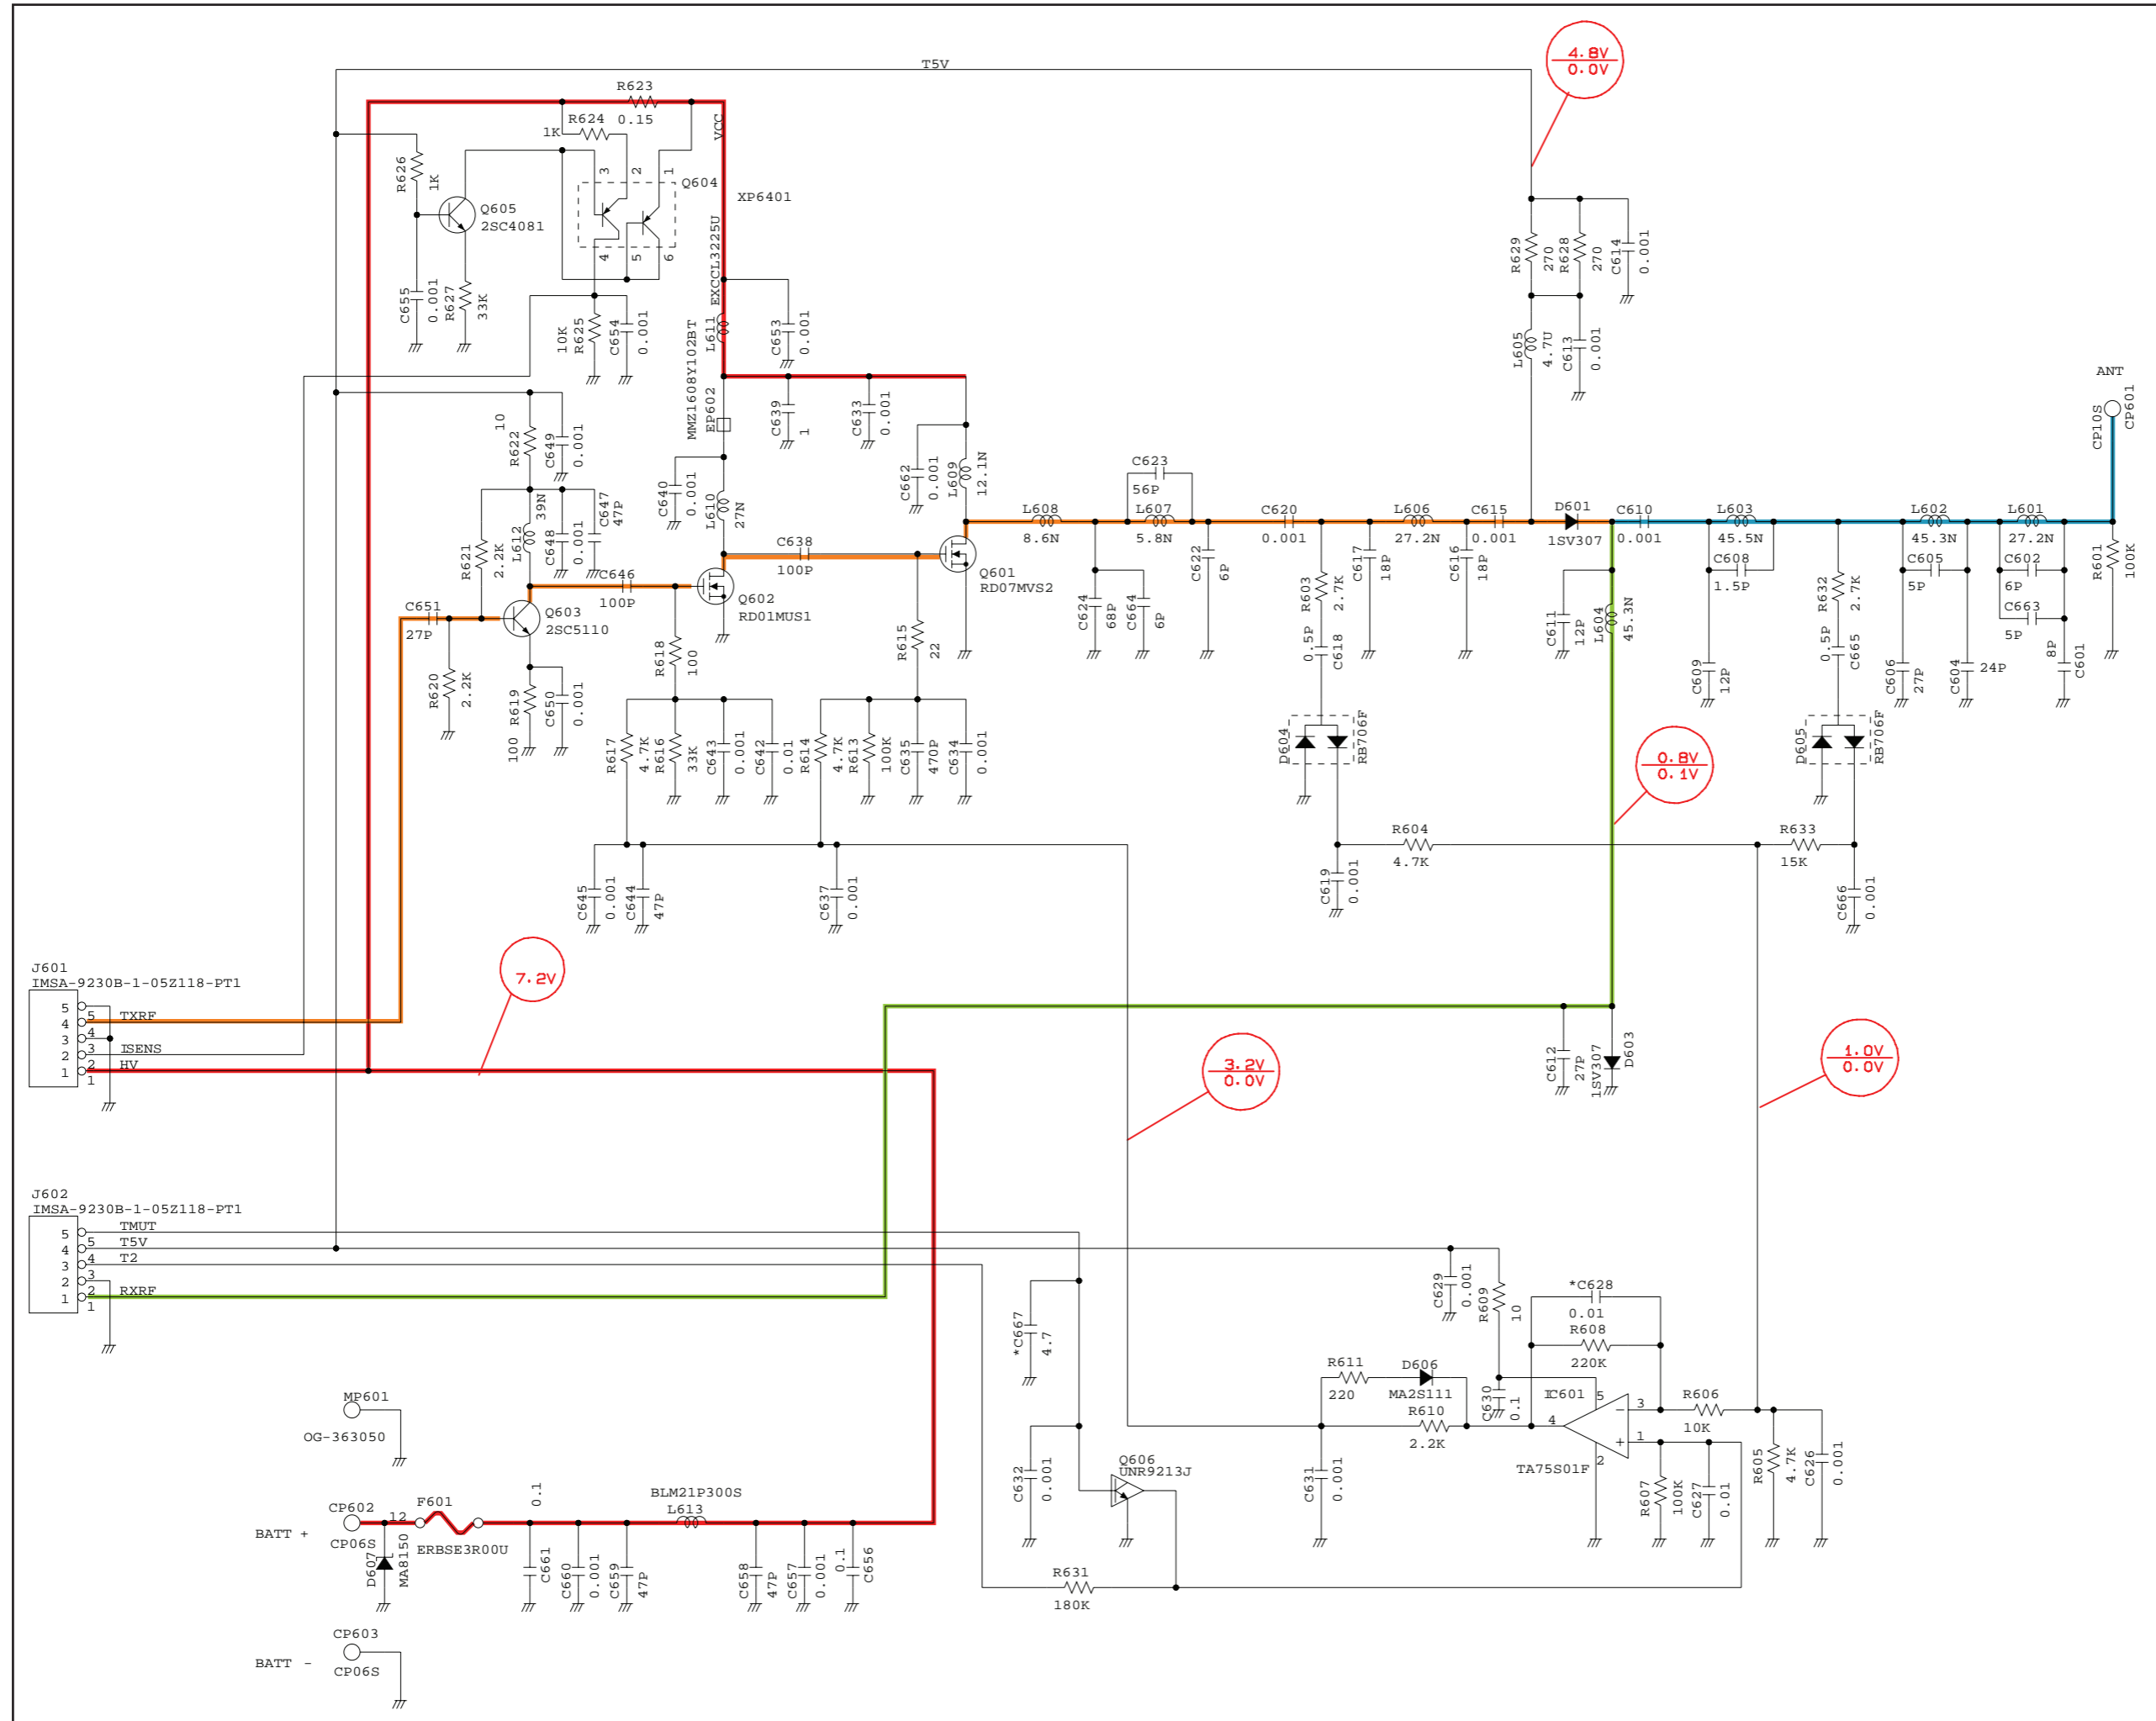 T5V
4.8V
0.0V
R623
0.15
R624
1K
VCC
R626
1K
3
2
1
Q604
XP6401
Q605
2SC4081
4
5
6
C655
0.001
R627
33K
10K
R625
C654
0.001
L611
EXCCL3225U
C653
0.001
R629
270
R628
270
C614
0.001
L605
4.7U
C613
0.001
ANT
CP10S
CP601
10
R622
C649
0.001
MMZ1608Y102BT
EP602
C639
1
C633
0.001
C640
0.001
L610
27N
C662
0.001
L609
12.1N
R621
2.2K
L612
39N
C648
0.001
C647
47P
C651
27P
Q603
2SC5110
C646
100P
Q602
RD01MUS1
C638
100P
Q601
RD07MVS2
L608
8.6N
C623
56P
L607
5.8N
C620
0.001
L606
27.2N
C615
0.001
D601
1SV307
C610
0.001
L603
45.5N
C608
1.5P
L602
45.3N
C605
5P
L601
27.2N
C602
6P
C663
5P
R601
100K
R620
2.2K
R619
100
C650
0.001
R618
100
R615
22
C624
68P
C664
6P
C622
6P
R603
2.7K
0.5P
C618
C617
18P
C616
18P
C611
12P
L604
45.3N
C609
12P
R632
2.7K
0.5P
C665
C606
27P
C604
24P
8P
C601
R617
4.7K
R616
33K
C643
0.001
C642
0.01
R614
4.7K
R613
100K
C635
470P
C634
0.001
D604
RB706F
0.8V
0.1V
D605
RB706F
R604
4.7K
R633
15K
C645
0.001
C644
47P
C637
0.001
C619
0.001
C666
0.001
7.2V
J601
IMSA-9230B-1-05Z118-PT1
5
4
3
2
1
5
4
3
2
1
TXRF
ISENS
HV
3.2V
0.0V
C612
27P
1SV307
D603
1.0V
0.0V
J602
IMSA-9230B-1-05Z118-PT1
5
4
3
2
1
5
4
3
2
1
TMUT
T5V
T2
RXRF
*C667
4.7
C629
0.001
R609
10
*C628
0.01
R608
220K
R611
220
D606
MA2S111
R610
2.2K
C630
0.1
IC601
5
3
4
1
2
TA75S01F
R606
10K
R605
4.7K
C626
0.001
R607
100K
C627
0.01
MP601
OG-363050
C632
0.001
Q606
UNR9213J
C631
0.001
CP602
BATT +
CP06S
12
F601
ERBSE3R00U
D607
MA8150
0.1
C661
C660
0.001
C659
47P
BLM21P300S
L613
C658
47P
C657
0.001
0.1
C656
R631
180K
CP603
BATT -
CP06S